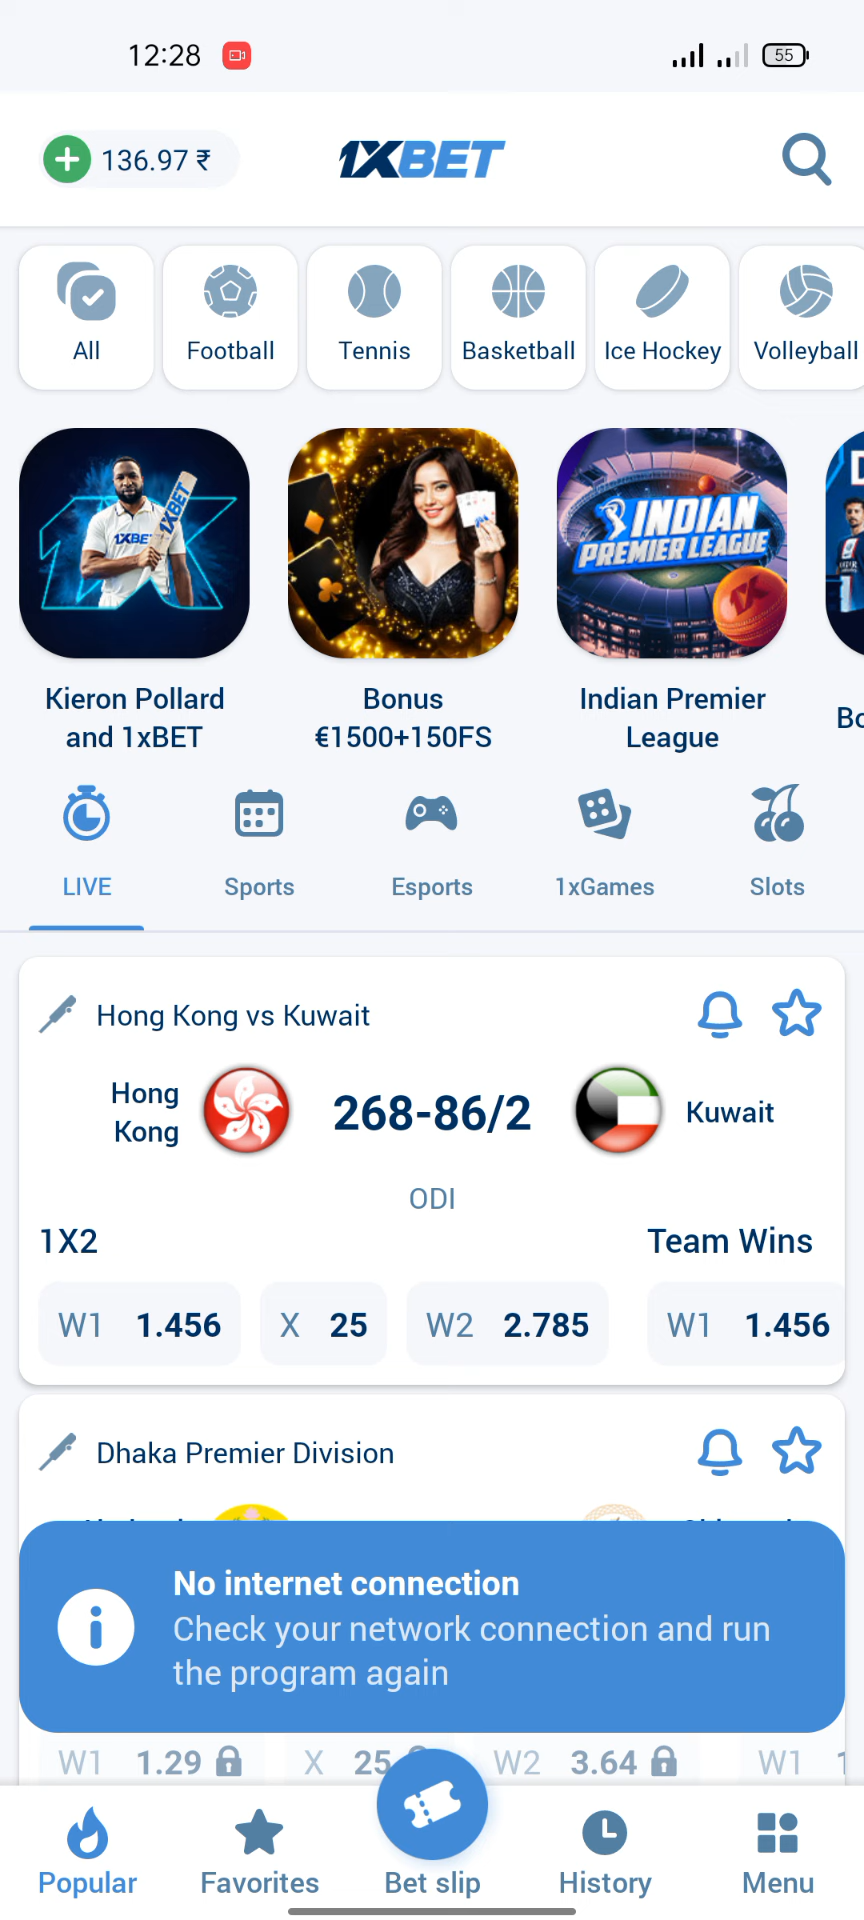 12:28
55
136.97 ₹
1XBET
All
Football
Tennis
Basketball
Ice Hockey
Volleyball
1XBET
1XBET
INDIAN
PREMIER LEAGUE
Kieron Pollard
and 1xBET
Bonus
€1500+150FS
Indian Premier
League
LIVE
Sports
Esports
1xGames
Slots
Hong Kong vs Kuwait
Hong
Kong
268-86/2
Kuwait
ODI
1X2
Team Wins
W1 1.456
X 25
W2 2.785
W1 1.456
Dhaka Premier Division
No internet connection
Check your network connection and run
the program again
W1 1.29
X 25
W2 3.64
W1
Popular
Favorites
Bet slip
History
Menu